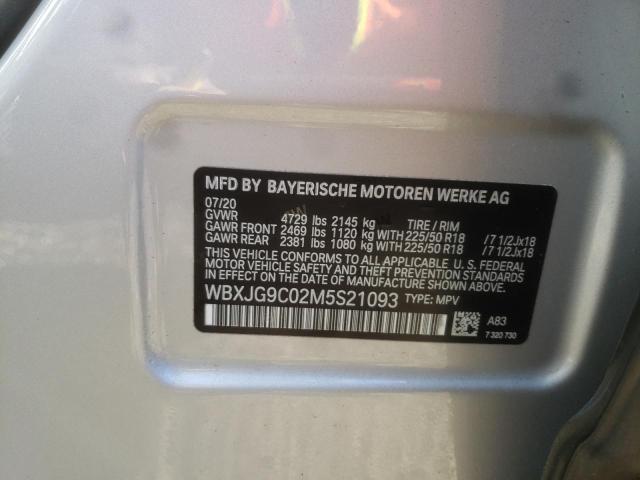 MFD BY BAYERISCHE MOTOREN WERKE AG
07/20
GVWR 4729 lbs 2145 kg TIRE / RIM
GAWR FRONT 2469 lbs 1120 kg WITH 225/50 R18 /7 1/2Jx18
GAWR REAR 2381 lbs 1080 kg WITH 225/50 R18 /7 1/2Jx18
THIS VEHICLE CONFORMS TO ALL APPLICABLE U.S. FEDERAL
MOTOR VEHICLE SAFETY, BUMPER, AND THEFT PREVENTION
STANDARDS IN EFFECT ON THE DATE OF MANUFACTURE SHOWN ABOVE.
WBXJG9C02M5S21093 TYPE: MPV
A83
7 320 730